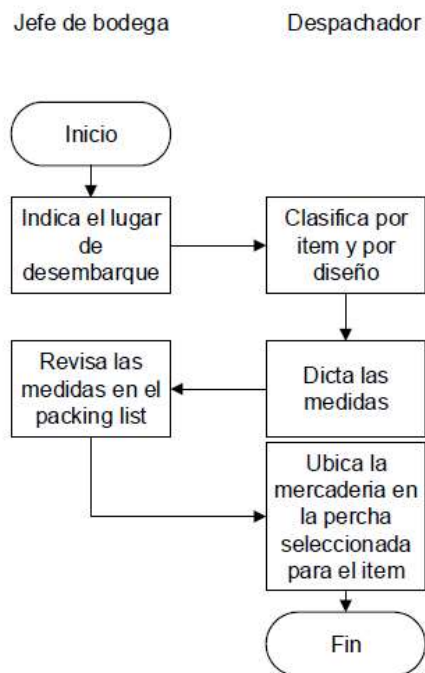 Jefe de bodega
Despachador
Inicio
Indica el lugar
de
desembarque
Clasifica por
item y por
diseño
Revisa las
medidas en el
packing list
Dicta las
medidas
Ubica la
mercaderia en
la percha
seleccionada
para el item
Fin